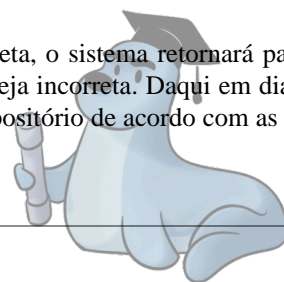 eta, o sistema retornará pa
eja incorreta. Daqui em dia
positório de acordo com as